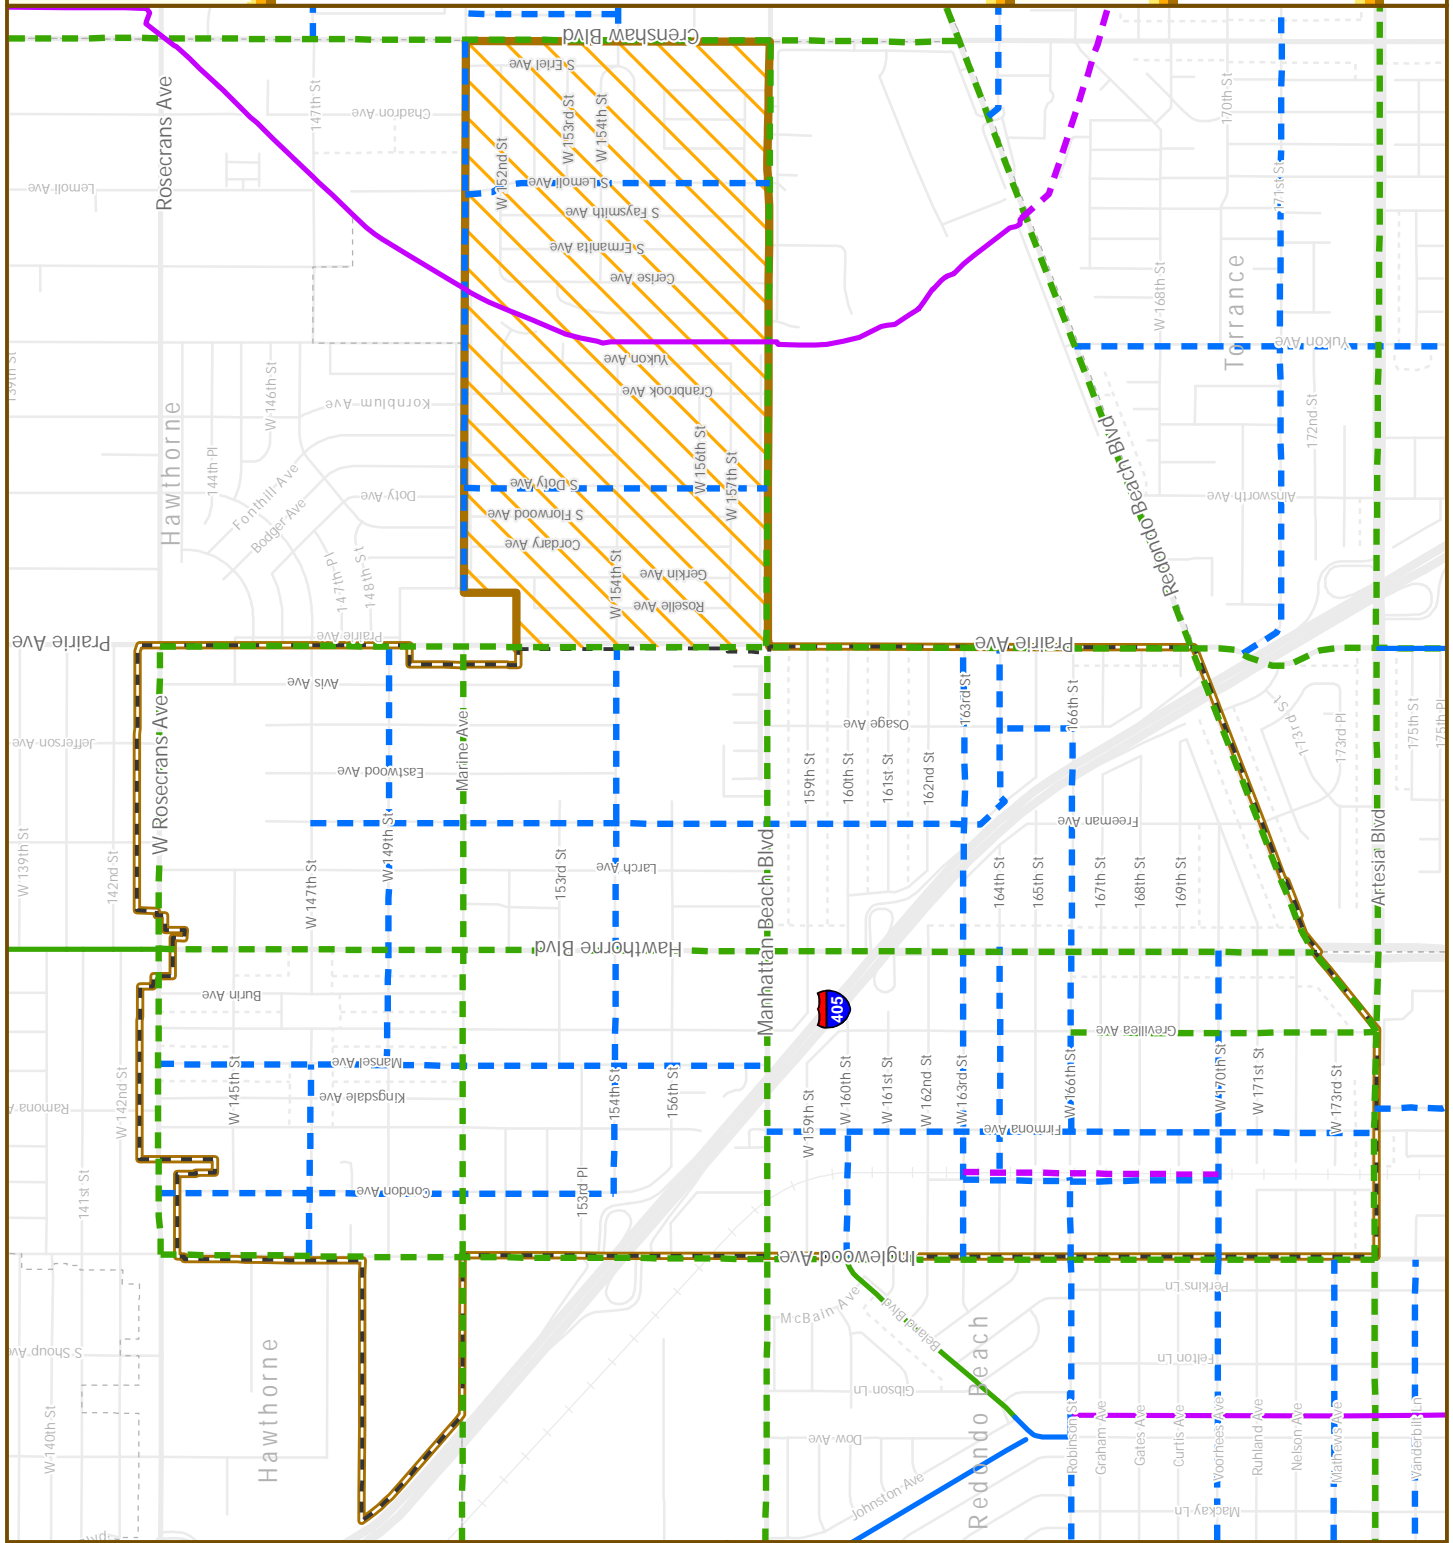 Crenshaw Blvd
S Eriel Ave
Rosecrans Ave
147th St
Chadron Ave
W 153rd St
W 154th St
170th St
W 152nd St
Lemoli Ave
S Lemoli Ave
171st St
S Faysmith Ave
S Ermanita Ave
Cerise Ave
W 168th St
Torrance
139th St
Yukon Ave
Yukon Ave
Cranbrook Ave
W 146th St
Kornblum Ave
Hawthorne
144th Pl
W 156th St
W 157th St
Redondo Beach Blvd
172nd St
Foothill Ave
Bodger Ave
Doty Ave
S Doty Ave
Ainsworth Ave
S Florwood Ave
Cordary Ave
147th Pl
148th St
W 154th St
Gerkin Ave
Roselle Ave
Prairie Ave
Prairie Ave
Prairie Ave
Avis Ave
163rd St
166th St
Osage Ave
173rd St
173rd Pl
175th St
175th Pl
Jefferson Ave
W Rosecrans Ave
Marine Ave
Eastwood Ave
159th St
160th St
161st St
162nd St
Freeman Ave
W 139th St
142nd St
W 147th St
W 149th St
153rd St
Larch Ave
Manhattan Beach Blvd
164th St
165th St
167th St
168th St
169th St
Artesia Blvd
Hawthorne Blvd
Burin Ave
405
Grevillea Ave
Mansel Ave
W 142nd St
W 145th St
Kingsdale Ave
154th St
156th St
W 159th St
W 160th St
W 161st St
W 162nd St
W 163rd St
W 166th St
W 170th St
W 171st St
W 173rd St
Ramona A
Firmona Ave
141st St
Condon Ave
153rd Pl
Inglewood Ave
Perkins Ln
McBain Ave
Beland Blvd
S Shoup Ave
Hawthorne
Redondo Beach
Felton Ln
Gibson Ln
W 140th St
Dow Ave
Robinson St
Graham Ave
Gates Ave
Curtis Ave
Voorhees Ave
Ruhland Ave
Nelson Ave
Mathews Ave
Vanderbilt Ln
Johnston Ave
Mackay Ln